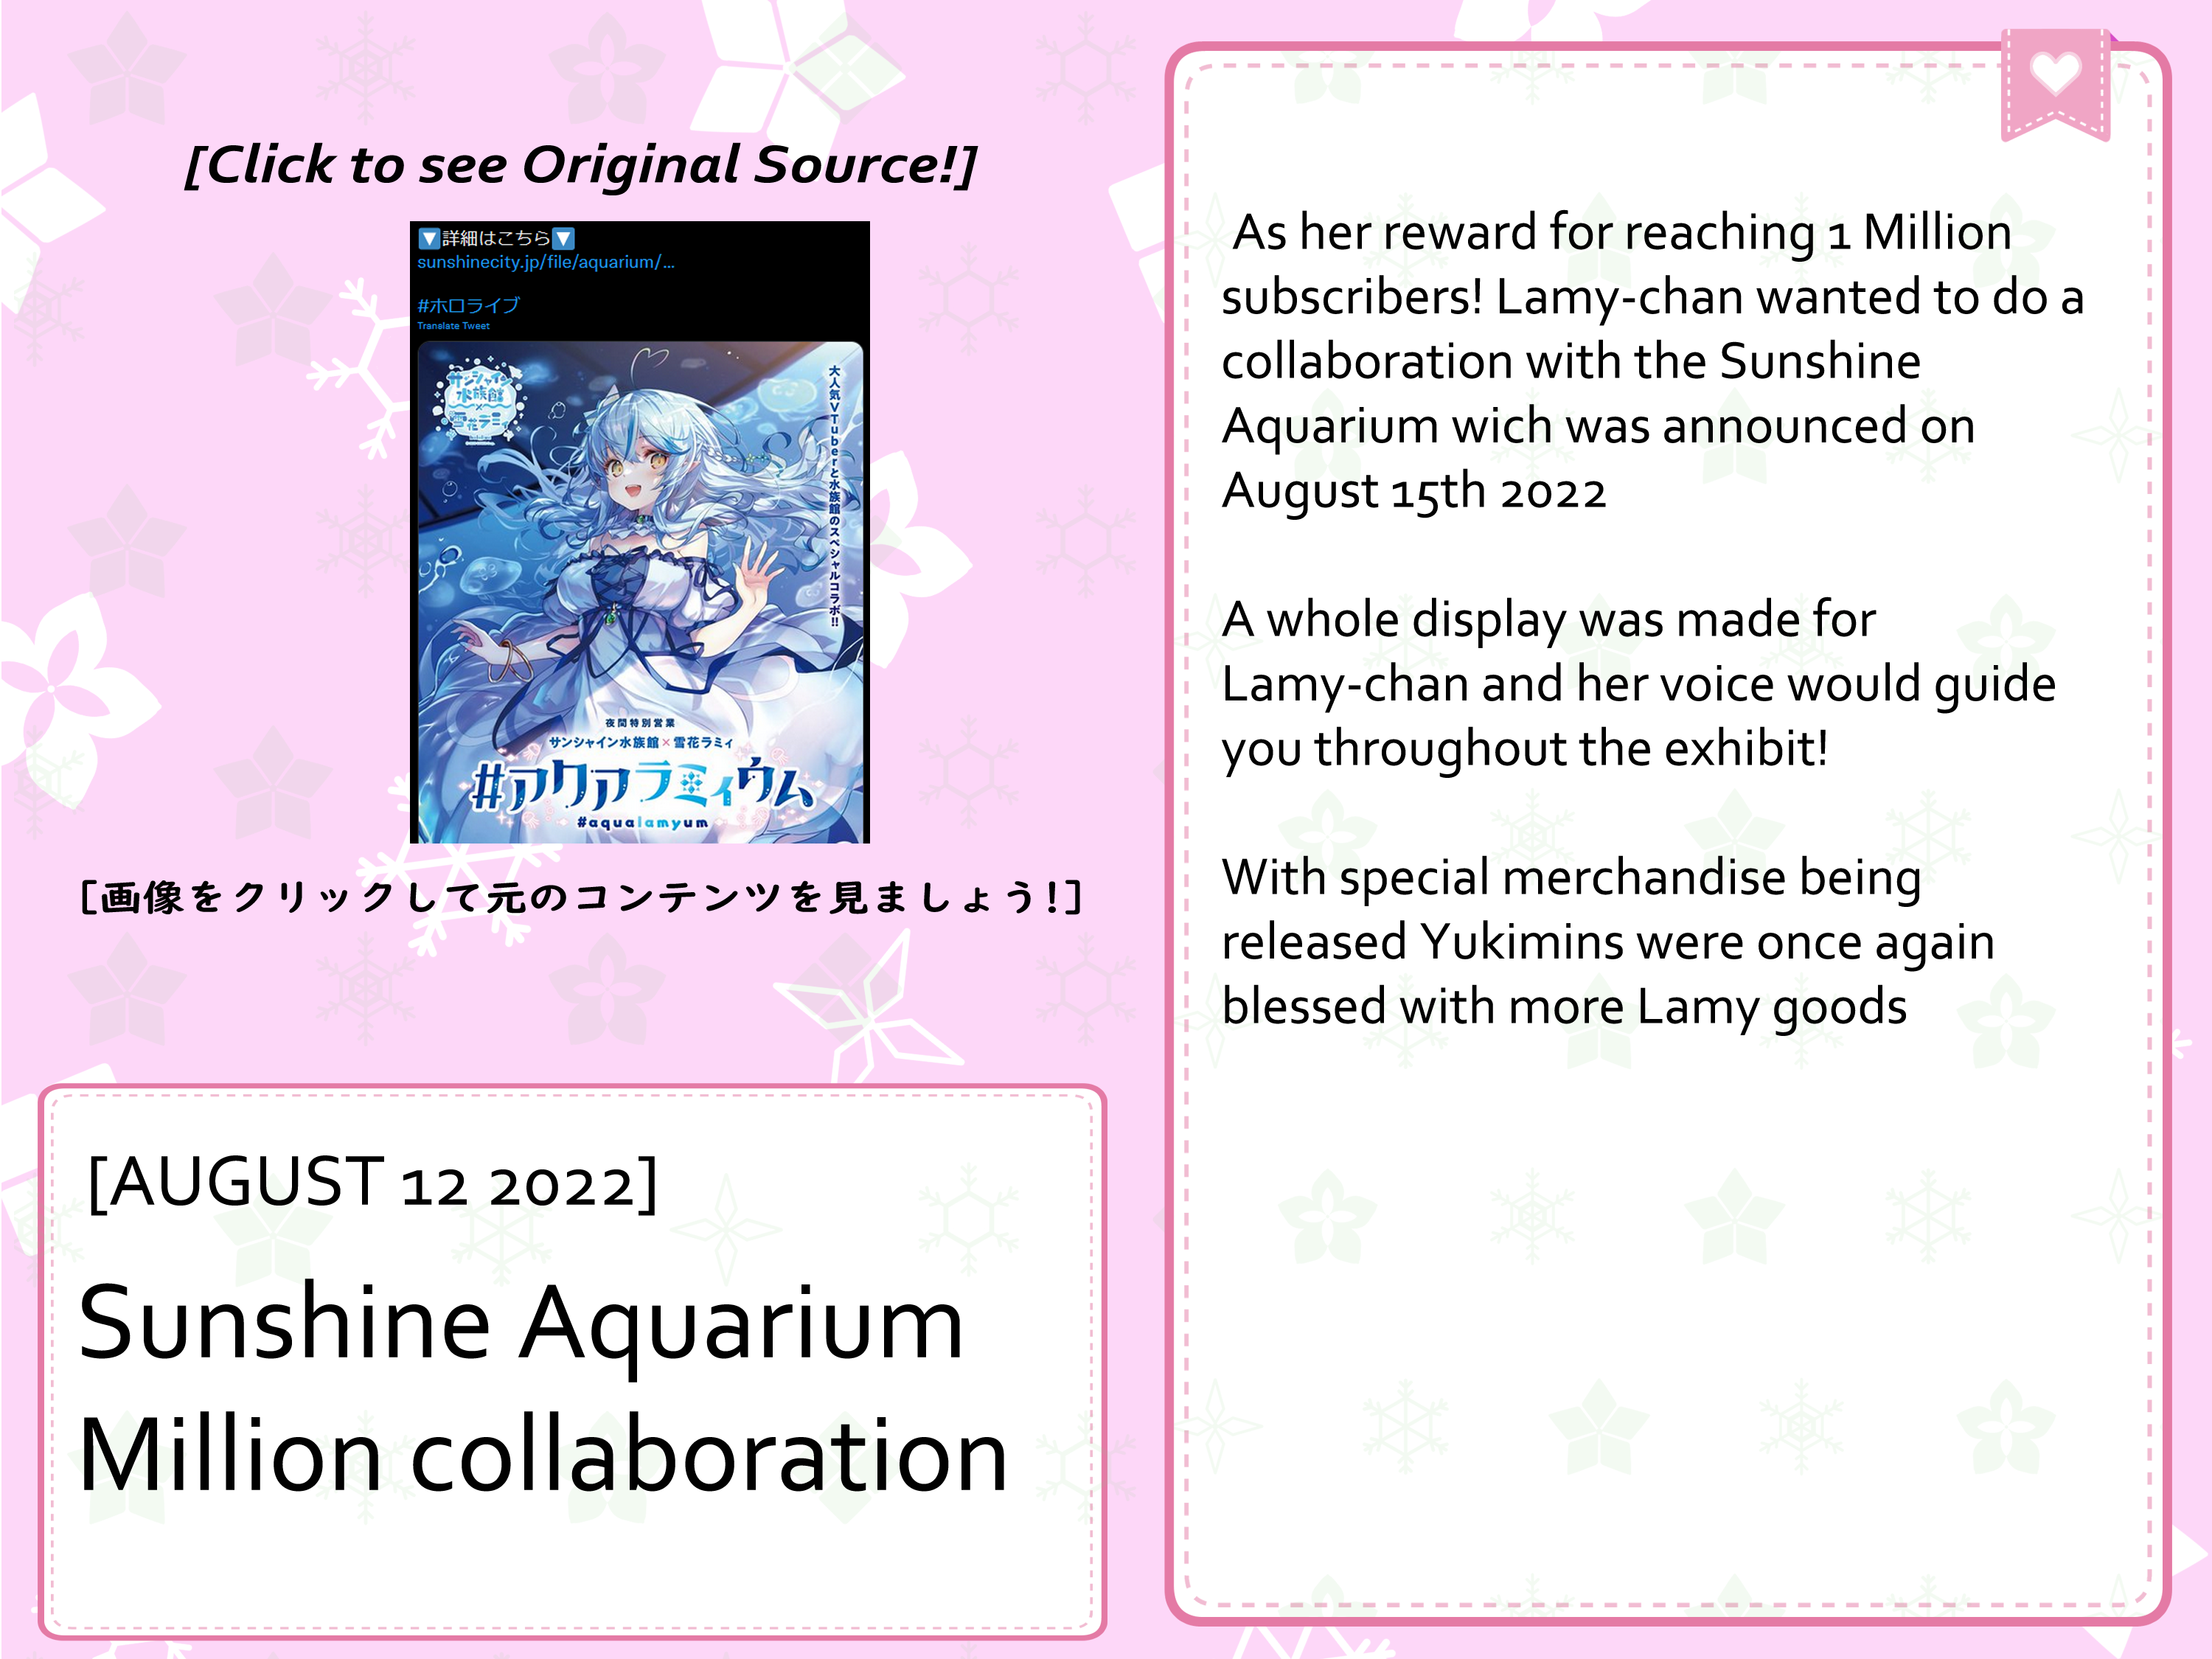 [Click to see Original Source!]
▼詳細はこちら▼
sunshinecity.jp/file/aquarium/...
#ホロライブ
Translate Tweet
サンシャイン
水族館
×
雪花ラミィ
大人気VTuberと水族館のスペシャルコラボ!!
夜間特別営業
サンシャイン水族館×雪花ラミィ
#アクアラミィウム
#aqualamyum
[画像をクリックして元のコンテンツを見ましょう!]
[AUGUST 12 2022]
Sunshine Aquarium
Million collaboration
As her reward for reaching 1 Million
subscribers! Lamy-chan wanted to do a
collaboration with the Sunshine
Aquarium wich was announced on
August 15th 2022
A whole display was made for
Lamy-chan and her voice would guide
you throughout the exhibit!
With special merchandise being
released Yukimins were once again
blessed with more Lamy goods